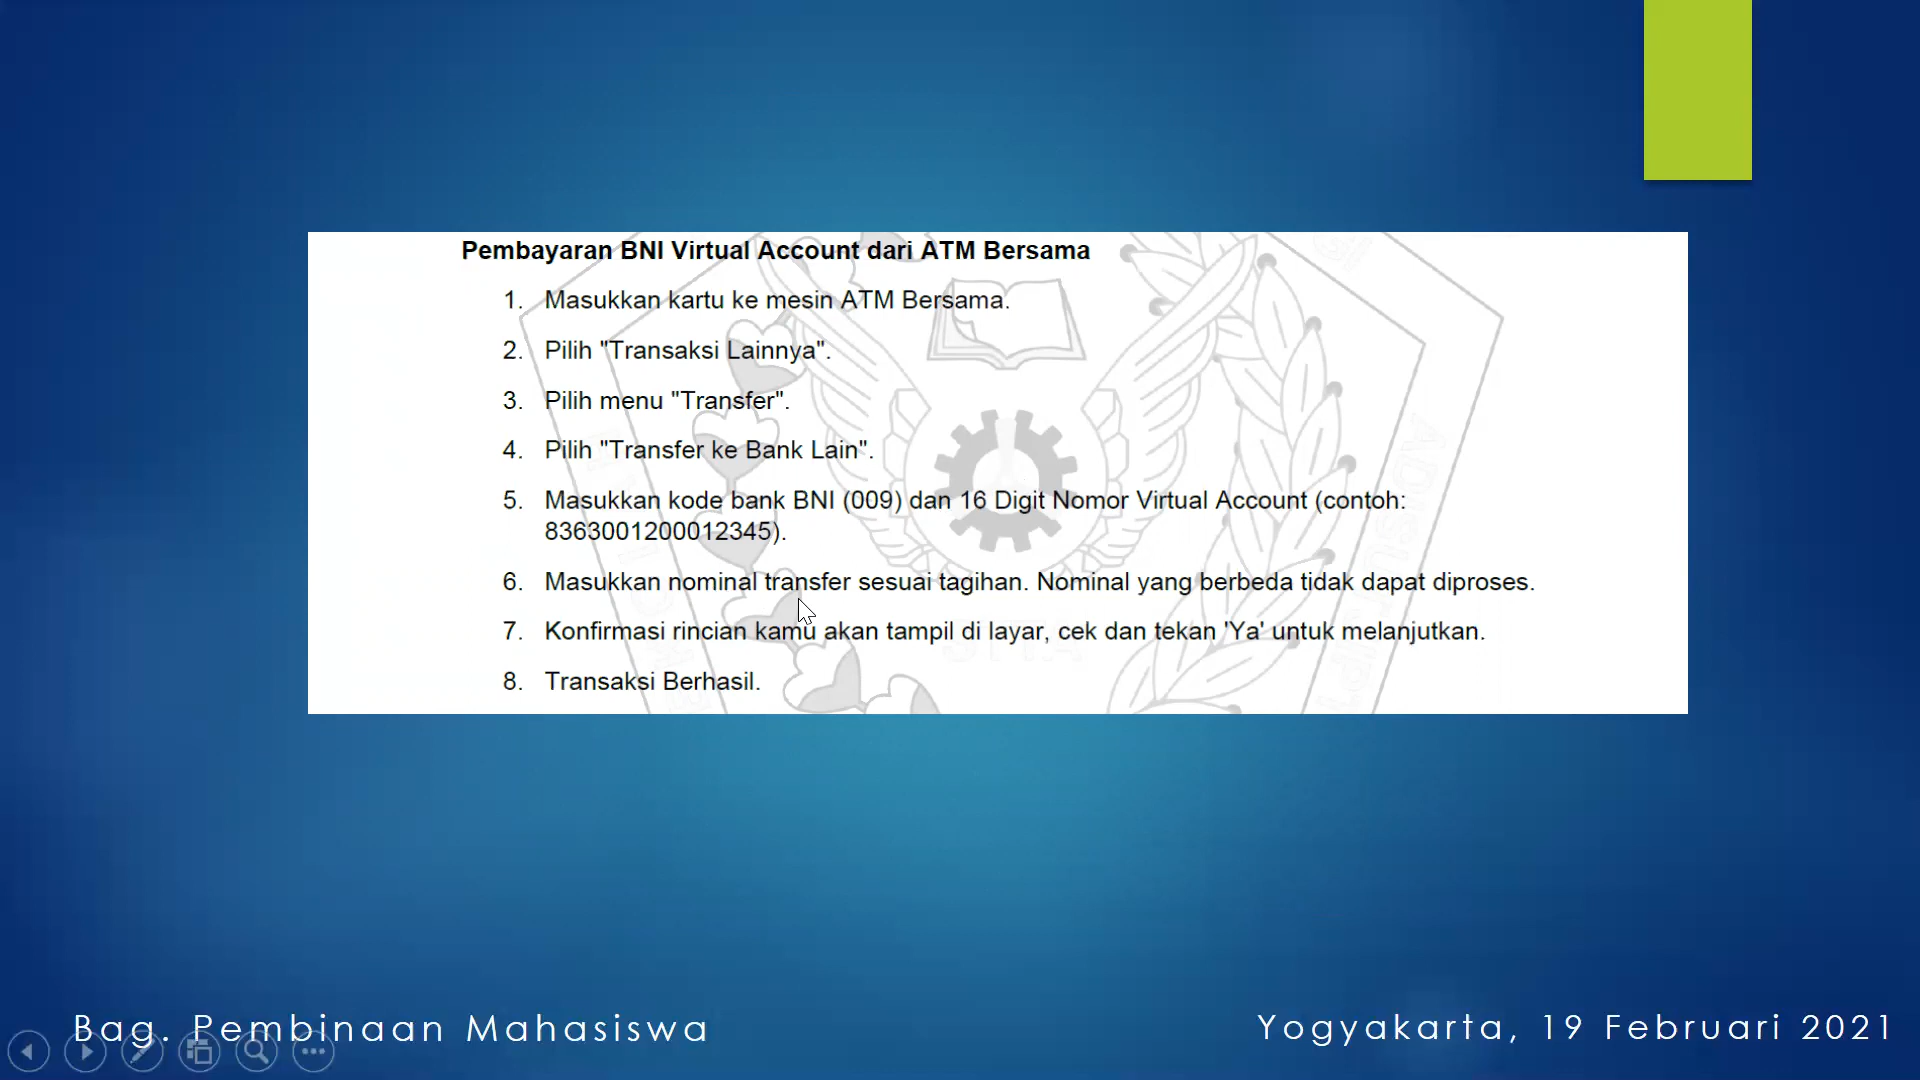 Pembayaran BNI Virtual Account dari ATM Bersama
1. Masukkan kartu ke mesin ATM Bersama.
2. Pilih "Transaksi Lainnya".
3. Pilih menu "Transfer".
4. Pilih "Transfer ke Bank Lain".
5. Masukkan kode bank BNI (009) dan 16 Digit Nomor Virtual Account (contoh:
8363001200012345).
6. Masukkan nominal transfer sesuai tagihan. Nominal yang berbeda tidak dapat diproses.
7. Konfirmasi rincian kamu akan tampil di layar, cek dan tekan 'Ya' untuk melanjutkan.
8. Transaksi Berhasil.
Bag. Pembinaan Mahasiswa
Yogyakarta, 19 Februari 2021